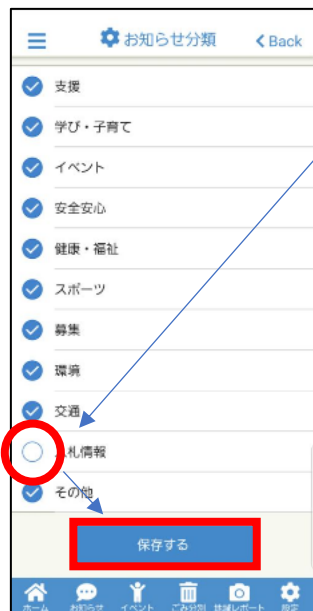 お知らせ分類
Back
支援
学び・子育て
イベント
安全安心
健康・福祉
スポーツ
募集
環境
交通
札情報
その他
保存する
ホーム
お知らせ
イベント
ごみ分別
地域レポート
設定